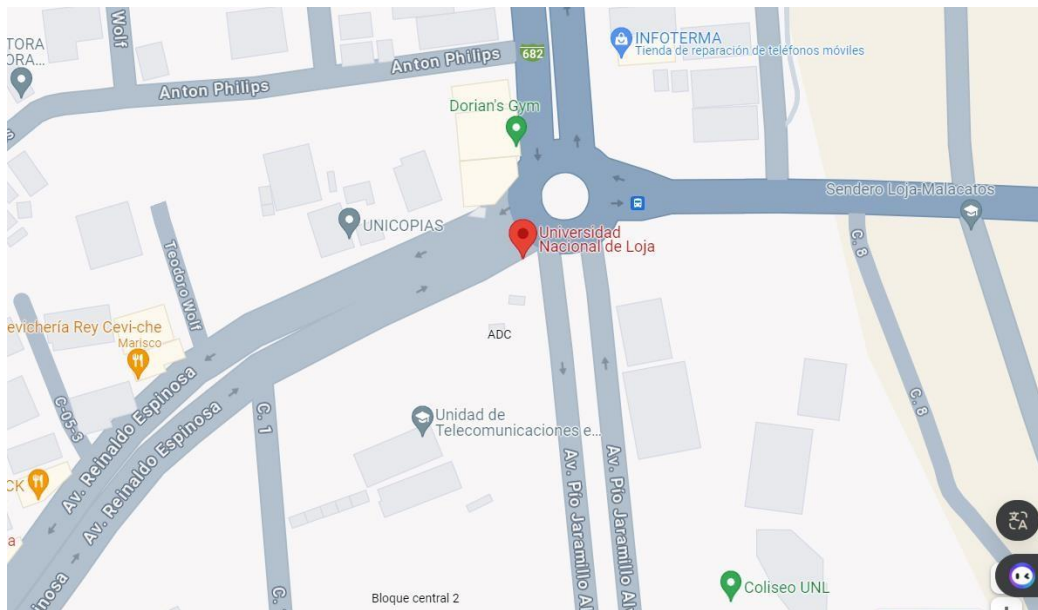 TORA
ORA...
Wolf
Anton Philips
Anton Philips
682
INFOTERMA
Tienda de reparación de teléfonos móviles
Dorian's Gym
UNICOPIAS
Universidad
Nacional de Loja
Sendero Loja-Malacatos
C. 8
Teodoro Wolf
evichería Rey Cevi-che
Marisco
ADC
C-05-3
Av. Reinaldo Espinosa
Av. Reinaldo Espinosa
C. 1
Unidad de
Telecomunicaciones e...
C. 8
CK
Av. Pío Jaramillo Al
Av. Pío Jaramillo Al
a
nosa
C.
Bloque central 2
Coliseo UNL